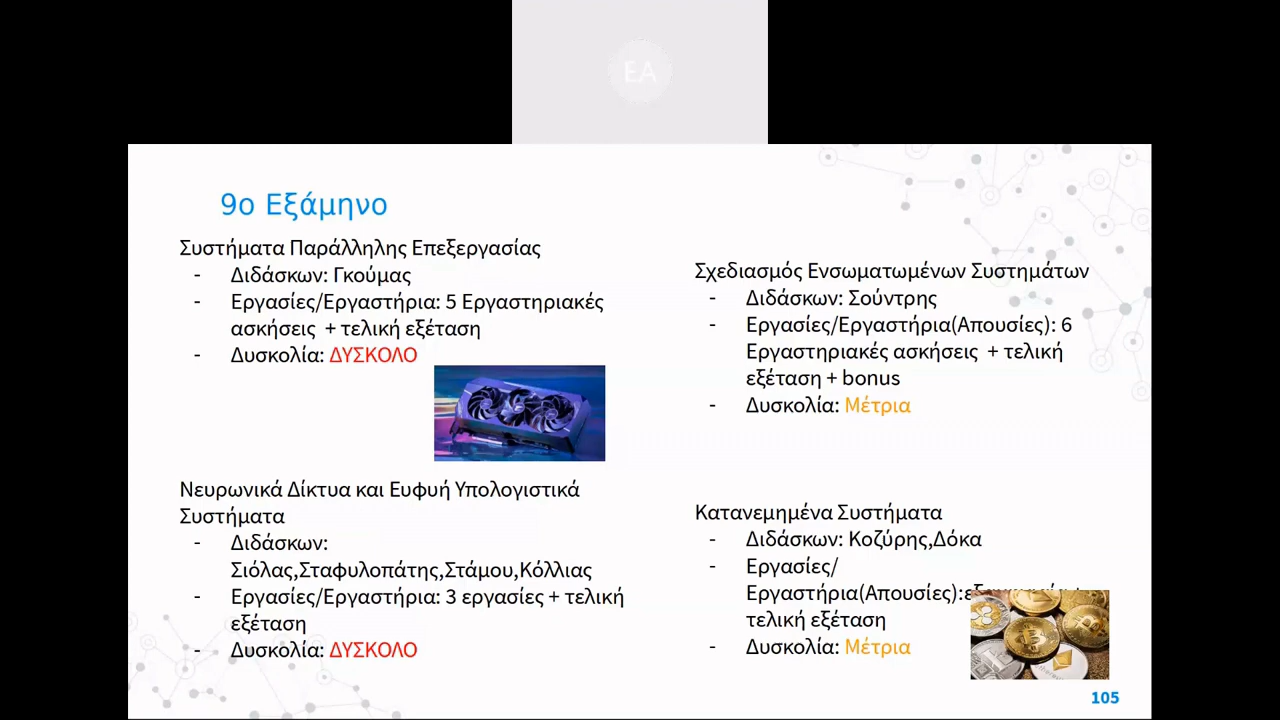 EA
9ο Εξάμηνο
Συστήματα Παράλληλης Επεξεργασίας
- Διδάσκων: Γκούμας
- Εργασίες/Εργαστήρια: 5 Εργαστηριακές
ασκήσεις + τελική εξέταση
- Δυσκολία: ΔΥΣΚΟΛΟ
Νευρωνικά Δίκτυα και Ευφυή Υπολογιστικά
Συστήματα
- Διδάσκων:
Σιόλας,Σταφυλοπάτης,Στάμου,Κόλλιας
- Εργασίες/Εργαστήρια: 3 εργασίες + τελική
εξέταση
- Δυσκολία: ΔΥΣΚΟΛΟ
Σχεδιασμός Ενσωματωμένων Συστημάτων
- Διδάσκων: Σούντρης
- Εργασίες/Εργαστήρια(Απουσίες): 6
Εργαστηριακές ασκήσεις + τελική
εξέταση + bonus
- Δυσκολία: Μέτρια
Κατανεμημένα Συστήματα
- Διδάσκων: Κοζύρης,Δόκα
- Εργασίες/
Εργαστήρια(Απουσίες):
τελική εξέταση
- Δυσκολία: Μέτρια
105